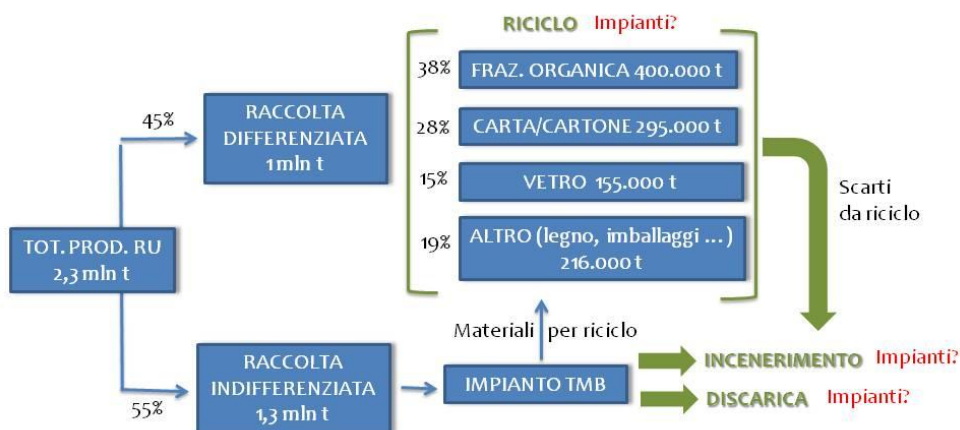 RICICLO Impianti?
38%
FRAZ. ORGANICA 400.000 t
45%
RACCOLTA
DIFFERENZIATA
1 mln t
28%
CARTA/CARTONE 295.000 t
15%
VETRO 155.000 t
Scarti
da riciclo
19%
ALTRO (legno, imballaggi ...)
216.000 t
TOT. PROD. RU
2,3 mln t
Materiali per riciclo
RACCOLTA
INDIFFERENZIATA
1,3 mln t
55%
IMPIANTO TMB
INCENERIMENTO Impianti?
DISCARICA Impianti?